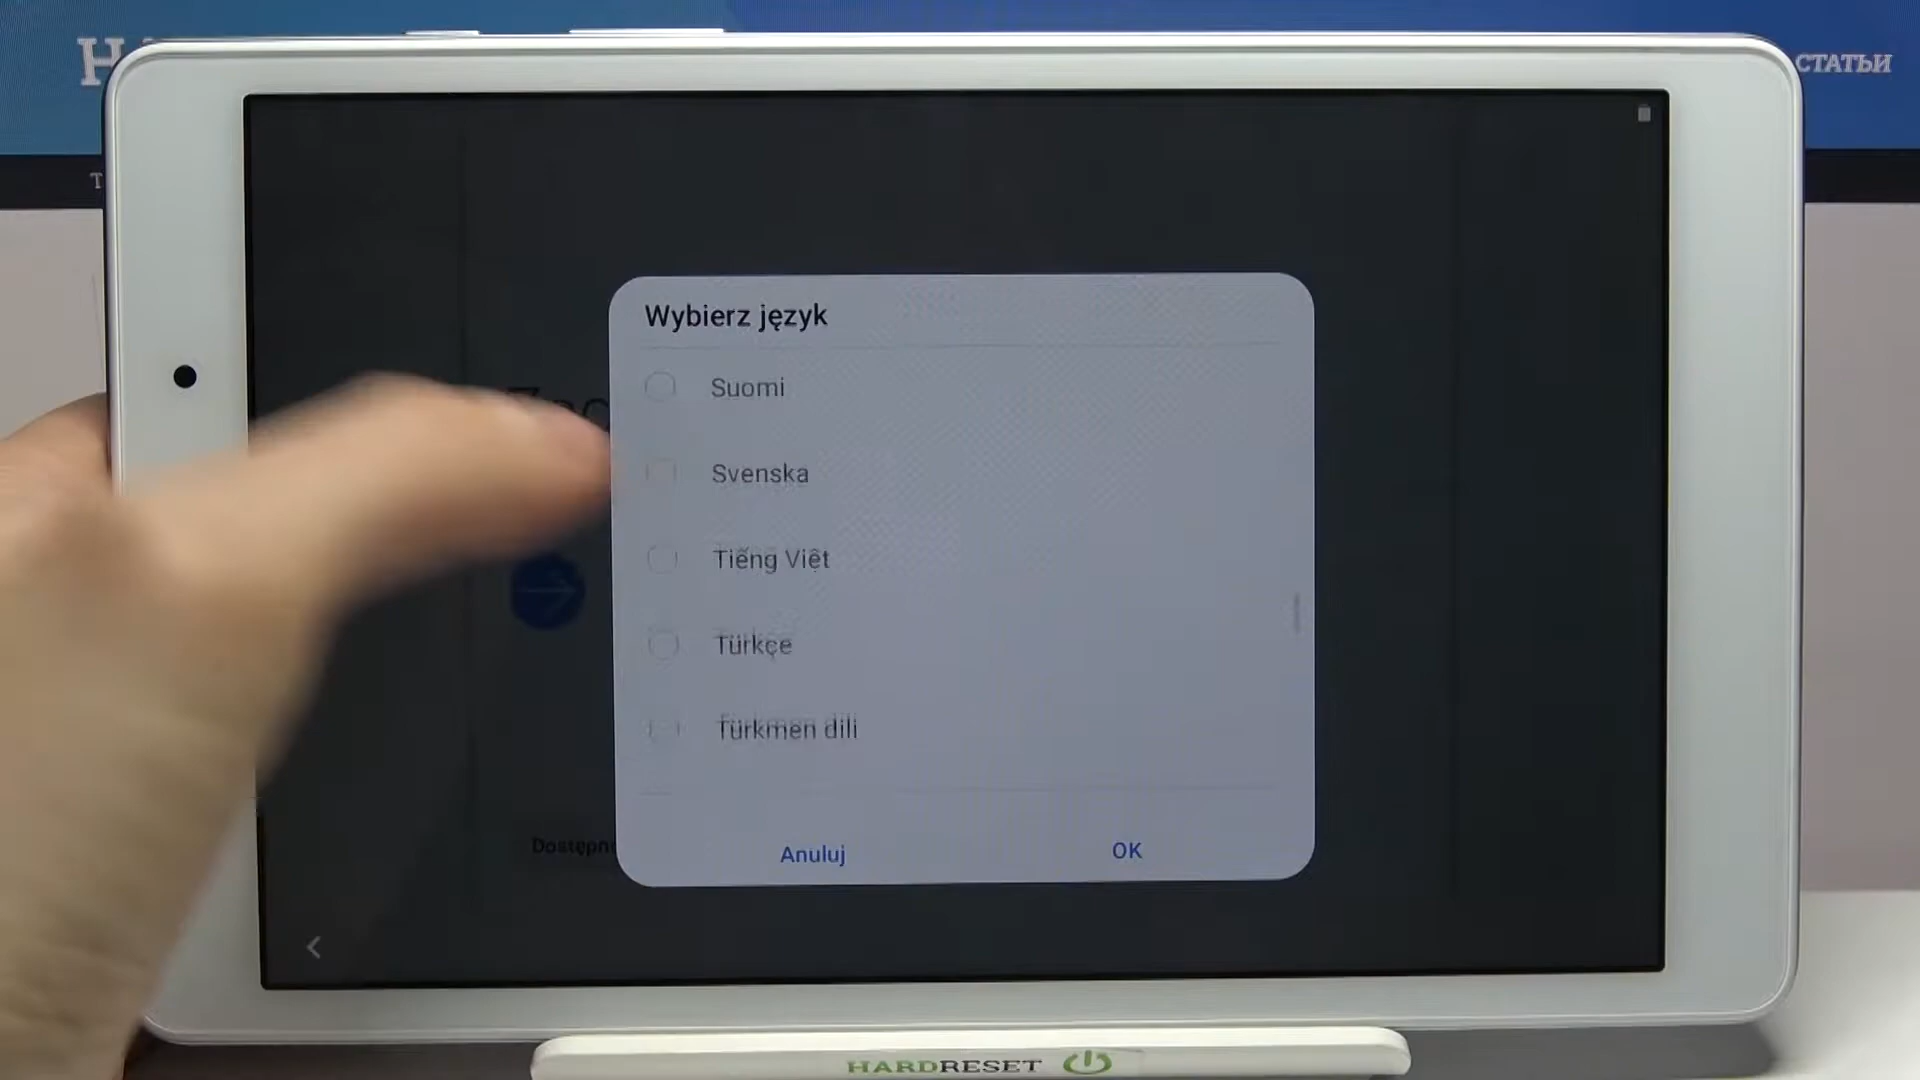 СТАТЬИ
Wybierz język
Suomi
Svenska
Tiếng Việt
Türkçe
Türkmen dili
Anuluj
OK
HARDRESET